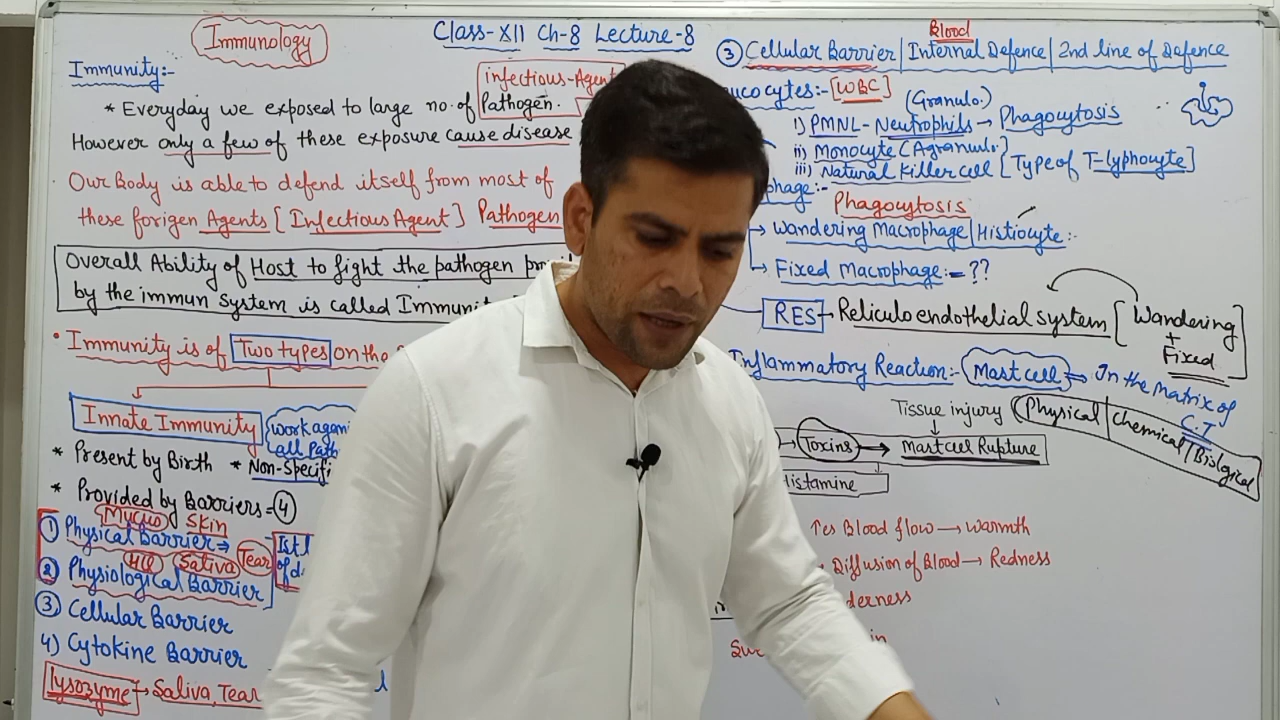 Immunology
Class-XII Ch-8 Lecture-8
Immunity:-
infectious-Agent
* Everyday we exposed to large no. of Pathogen.
However only a few of these exposure cause disease
Our Body is able to defend itself from most of
these forigen Agents [Infectious Agent] Pathogen
Overall Ability of Host to fight the pathogen
by the immun system is called
• Immunity is of Two types on the
Innate Immunity
work
all
* Present by Birth * Non-Specifi
* Provided by Barriers = 4
Mucus Skin
① Physical Barrier ⇒
Ist
HCl Saliva Tear
② Physiological Barrier
③ Cellular Barrier
4) Cytokine Barrier
lysozyme → Saliva, Tear
Blood
③ Cellular Barrier | Internal Defence | 2nd line of Defence
ucocytes:- [WBC]
(Granulo.)
i) PMNL - Neutrophils → Phagocytosis
ii) Monocyte (Agranulo.)
iii) Natural Killer cell [Type of T-lyphocyte]
phage:-
Phagocytosis
→ Wandering Macrophage | Histiocyte:-
→ Fixed Macrophage:- ??
RES → Reticulo endothelial system [Wandering
+
Fixed]
Inflammatory Reaction:- Mast cell ⇒ In the matrix of
C.T
Tissue injury (Physical | Chemical | Biological
→ Toxins → Mast cell Rupture
Histamine
↑es Blood flow → Warmth
Diffusion of Blood → Redness
derness
in